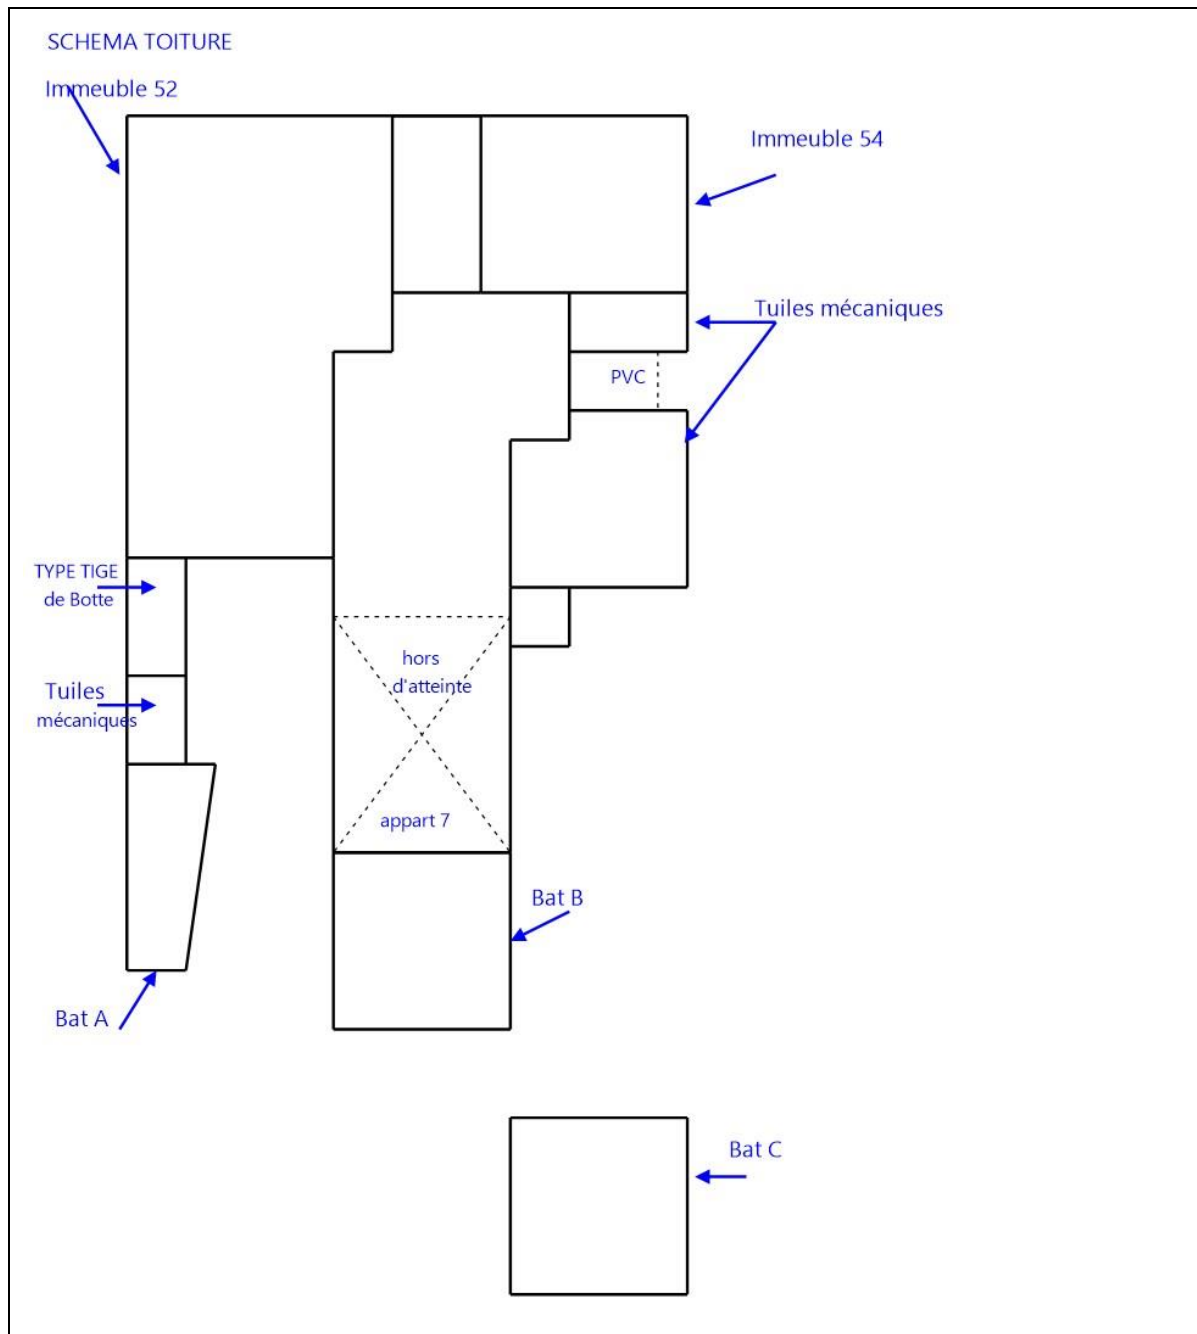 SCHEMA TOITURE
Immeuble 52
Immeuble 54
Tuiles mécaniques
PVC
TYPE TIGE
de Botte
hors
d'atteinte
Tuiles
mécaniques
appart 7
Bat B
Bat A
Bat C